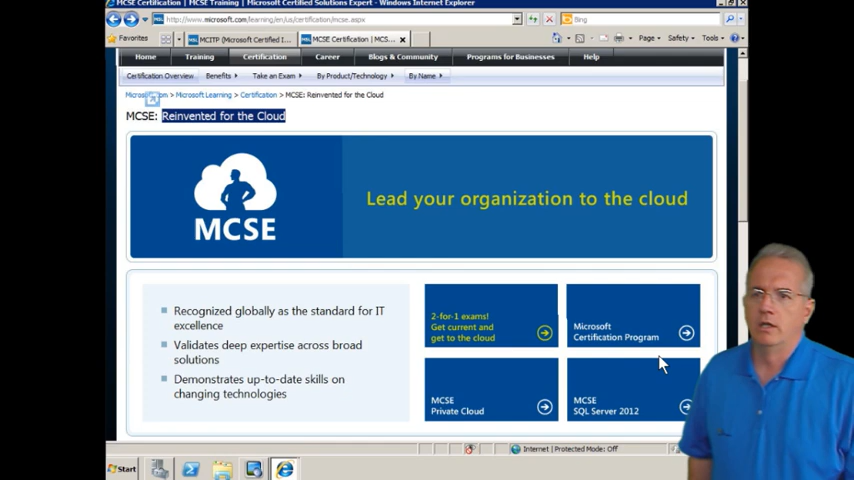 MCSE Certification | MCSE Training | Microsoft Certified Solutions Expert - Windows Internet Explorer
http://www.microsoft.com/learning/en/us/certification/mcse.aspx
Bing
Favorites
MCITP (Microsoft Certified I...
MCSE Certification | MCS...
Page
Safety
Tools
Home
Training
Certification
Career
Blogs & Community
Programs for Businesses
Help
Certification Overview
Benefits
Take an Exam
By Product/Technology
By Name
> Microsoft Learning > Certification > MCSE: Reinvented for the Cloud
MCSE: Reinvented for the Cloud
MCSE
Lead your organization to the cloud
Recognized globally as the standard for IT
excellence
Validates deep expertise across broad
solutions
Demonstrates up-to-date skills on
changing technologies
2-for-1 exams!
Get current and
get to the cloud
Microsoft
Certification Program
MCSE
Private Cloud
MCSE
SQL Server 2012
Internet | Protected Mode: Off
Start